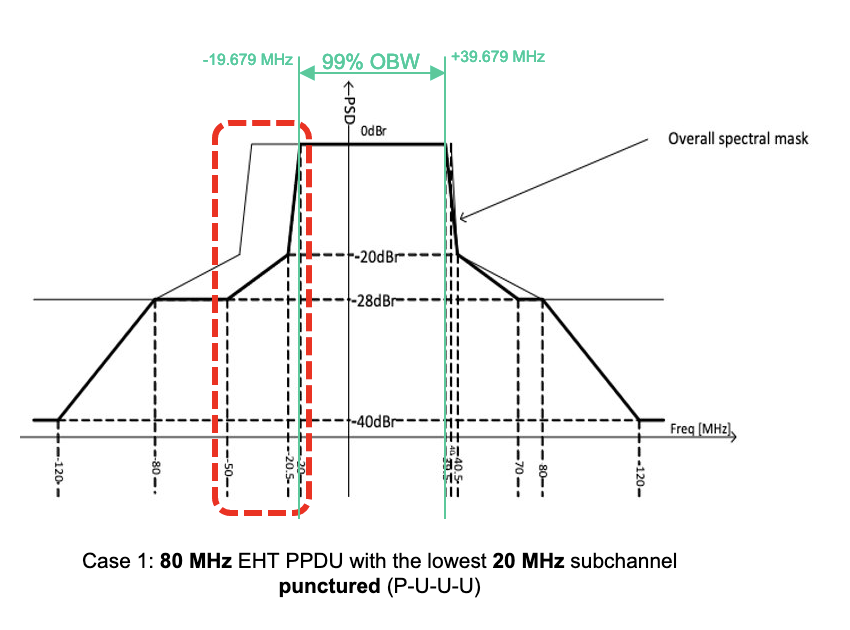 -19.679 MHz
99% OBW
+39.679 MHz
←PSD
0dBr
Overall spectral mask
-20dBr
-28dBr
-40dBr
Freq [MHz]
-120
-80
-50
-20.5
-20
39.5
40
40.5
70
80
120
Case 1: 80 MHz EHT PPDU with the lowest 20 MHz subchannel
punctured (P-U-U-U)